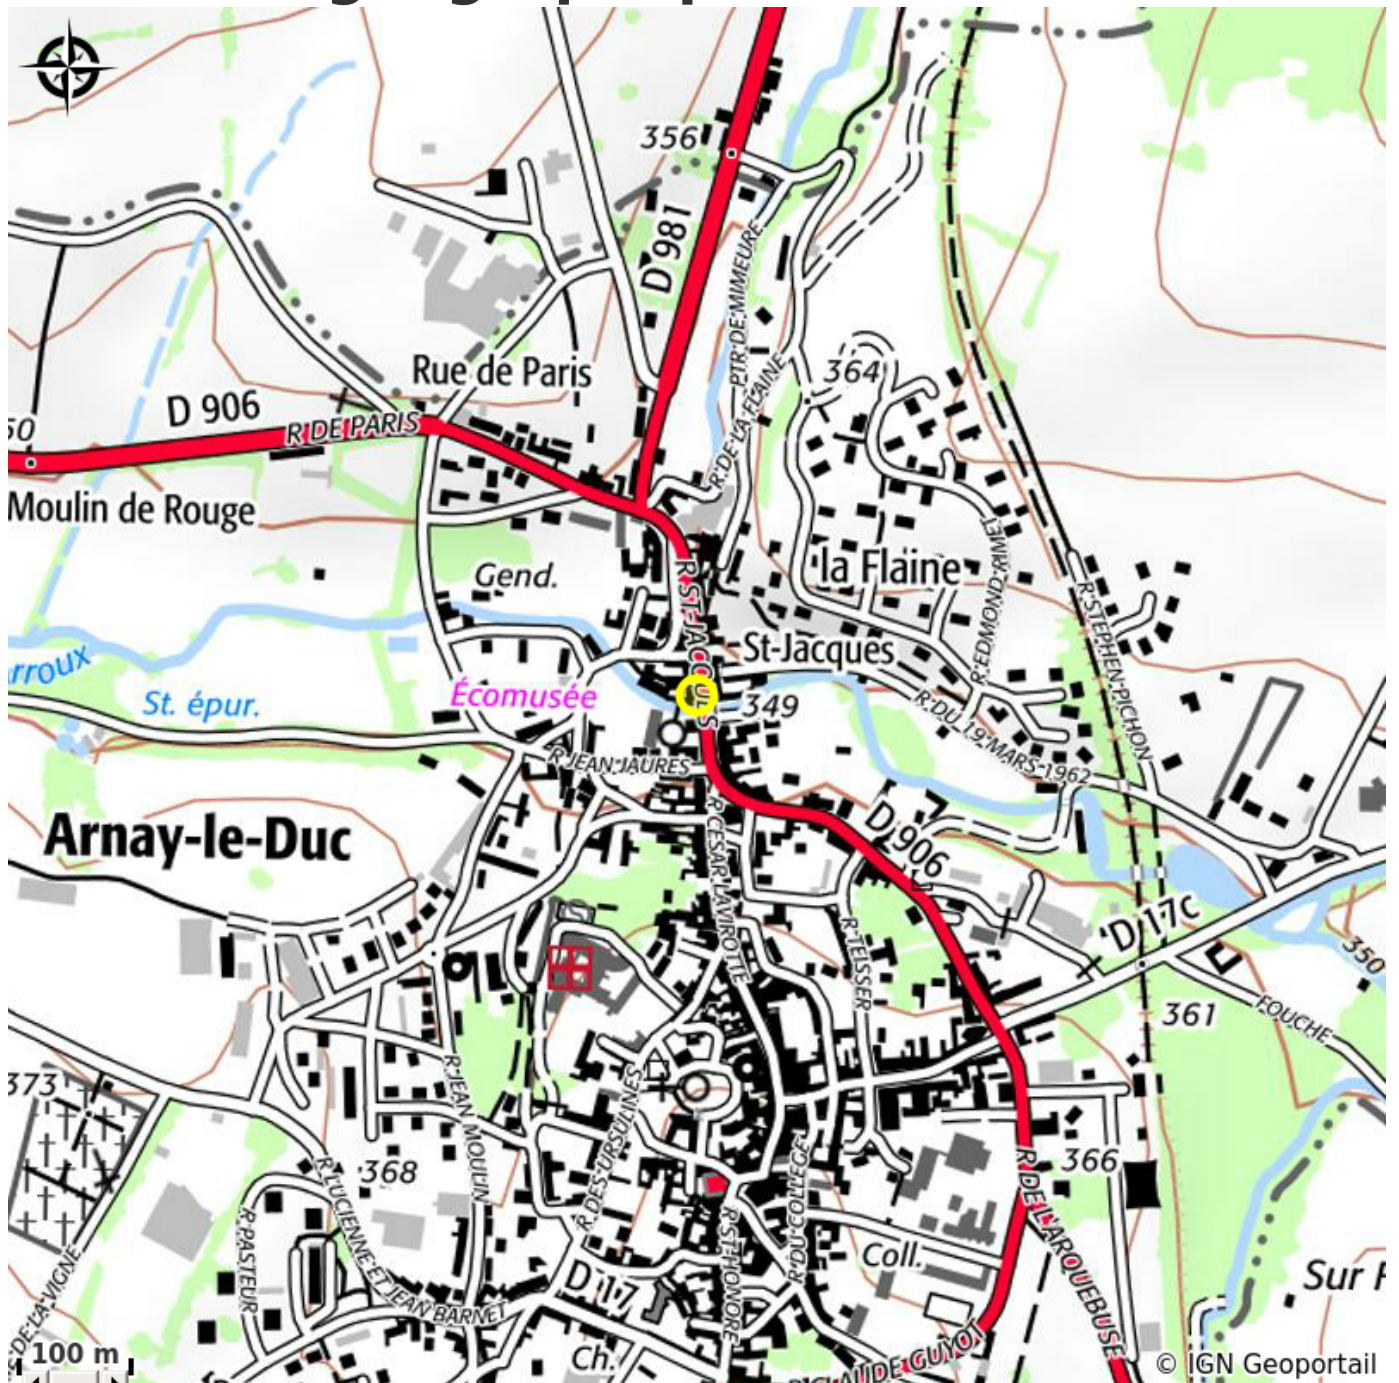 356
D 981
PTR DE MIMEURE
Rue de Paris
364
D 906
R DE PARIS
R. DE LA FLAINE
50
Moulin de Rouge
la Flaine
Gend.
R ST-JACQUES
R. EDMOND RIMET
R STEPHEN PICHON
St-Jacques
rroux
Écomusée
St. épur.
349
R. DU 19 MARS 1962
R JEAN JAURES
Arnay-le-Duc
R CESAR LAVIROTTE
D 906
D 17c
R TEISSER
350
361
FOUCHE
373
R JEAN MOULIN
R DES URSULINES
366
368
R LUCIENNE ET JEAN BARNET
R PASTEUR
R DU COLLEGE
R ST-HONORE
R DE L'ARQUEBUSE
Coll.
DE LA VIGNE
D 17
Sur
Ch.
CLAUDE GUYOT
100 m
© IGN Geoportail